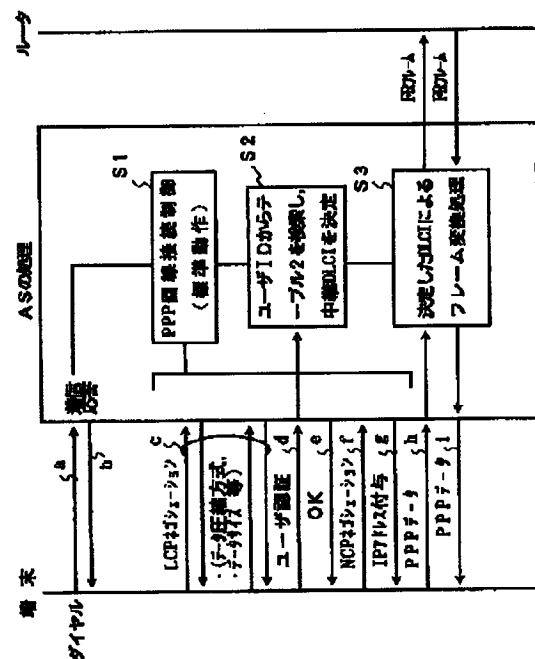 ASの処理
端 末
ルータ
ダイヤル
a
b
着信
応答
S1
PPP回線接続制御
(標準動作)
c
LCPネゴシェーション
・(データ圧縮方式,
・データサイズ 等)
S2
ユーザIDからテ
ーブル2を検索し,
中継DLCIを決定
ユーザ認証
d
OK
e
NCPネゴシェーション
f
IPアドレス付与
g
S3
決定したDLCIによる
フレーム変換処理
PPPデータ
h
PPPデータ
i
FRフレーム
FRフレーム